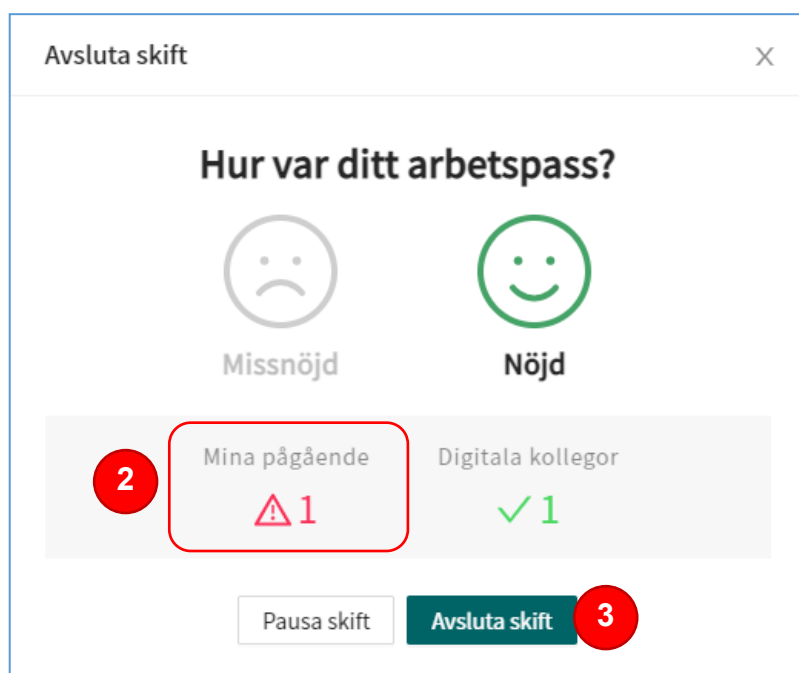 Avsluta skift X
Hur var ditt arbetspass?
Missnöjd Nöjd
2 Mina pågående Digitala kollegor
1 1
Pausa skift Avsluta skift 3